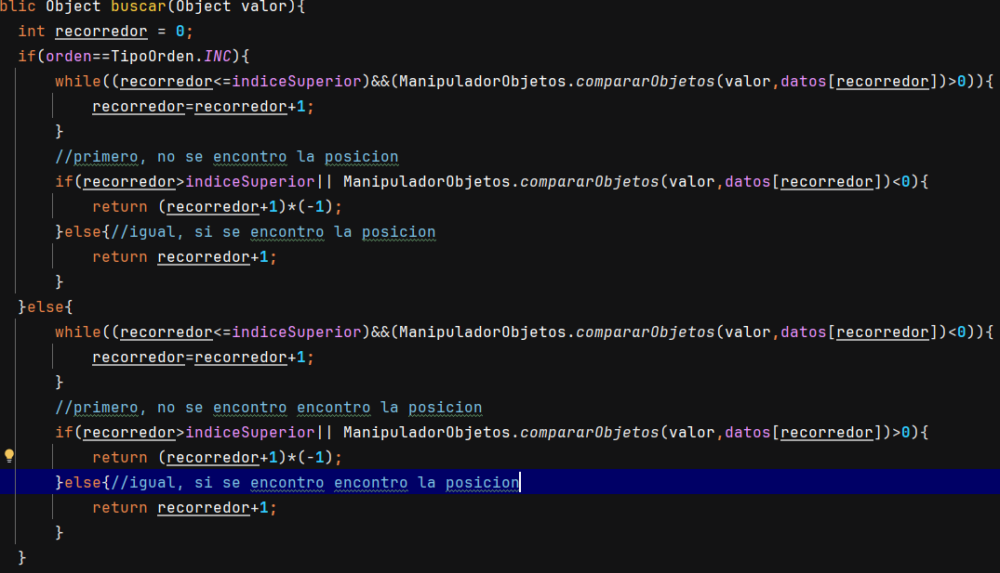 blic Object buscar(Object valor){
int recorredor = 0;
if(orden==TipoOrden.INC){
while((recorredor<=indiceSuperior)&&(ManipuladorObjetos.compararObjetos(valor,datos[recorredor])>0)){
recorredor=recorredor+1;
}
//primero, no se encontro la posicion
if(recorredor>indiceSuperior|| ManipuladorObjetos.compararObjetos(valor,datos[recorredor])<0){
return (recorredor+1)*(-1);
}else{//igual, si se encontro la posicion
return recorredor+1;
}
}else{
while((recorredor<=indiceSuperior)&&(ManipuladorObjetos.compararObjetos(valor,datos[recorredor])<0)){
recorredor=recorredor+1;
}
//primero, no se encontro encontro la posicion
if(recorredor>indiceSuperior|| ManipuladorObjetos.compararObjetos(valor,datos[recorredor])>0){
return (recorredor+1)*(-1);
}else{//igual, si se encontro encontro la posicion
return recorredor+1;
}
}